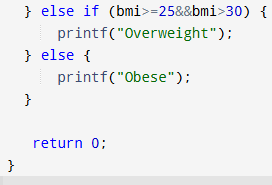 } else if (bmi>=25&&bmi>30) {
printf("Overweight");
} else {
printf("Obese");
}
return 0;
}